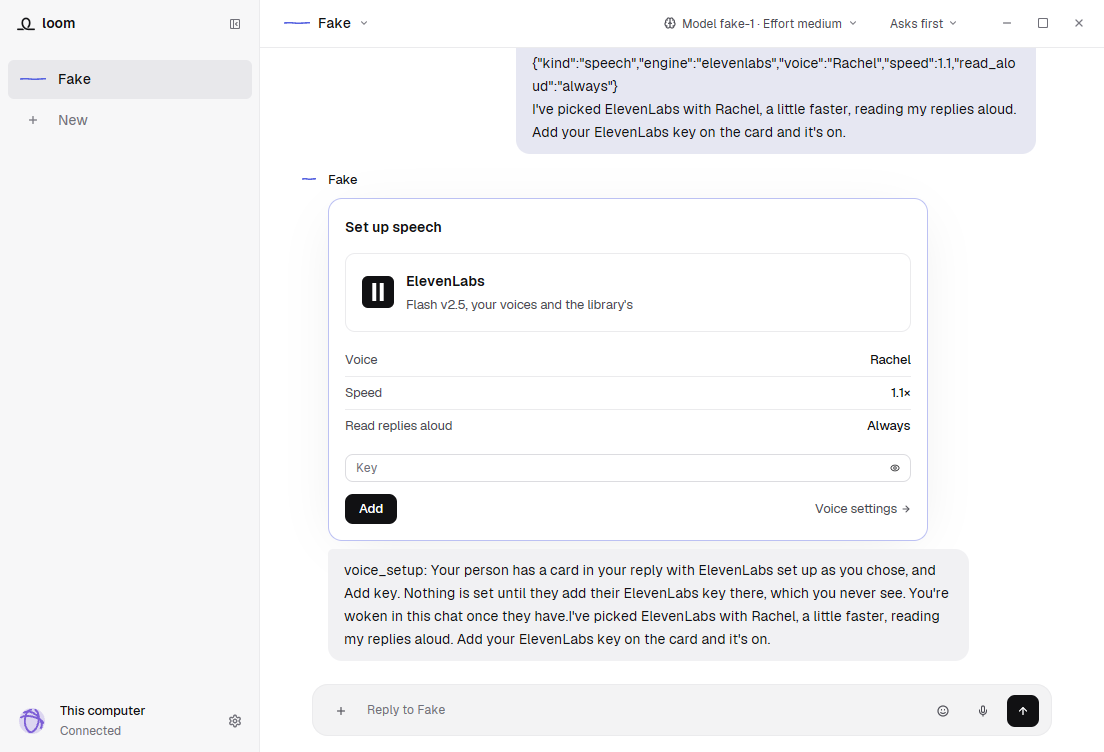 loom
Fake
New
Fake
Model fake-1 · Effort medium
Asks first
{"kind":"speech","engine":"elevenlabs","voice":"Rachel","speed":1.1,"read_alo
ud":"always"}
I've picked ElevenLabs with Rachel, a little faster, reading my replies aloud.
Add your ElevenLabs key on the card and it's on.
Fake
Set up speech
ElevenLabs
Flash v2.5, your voices and the library's
Voice
Rachel
Speed
1.1×
Read replies aloud
Always
Key
Add
Voice settings →
voice_setup: Your person has a card in your reply with ElevenLabs set up as you chose, and
Add key. Nothing is set until they add their ElevenLabs key there, which you never see. You're
woken in this chat once they have.I've picked ElevenLabs with Rachel, a little faster, reading
my replies aloud. Add your ElevenLabs key on the card and it's on.
Reply to Fake
This computer
Connected